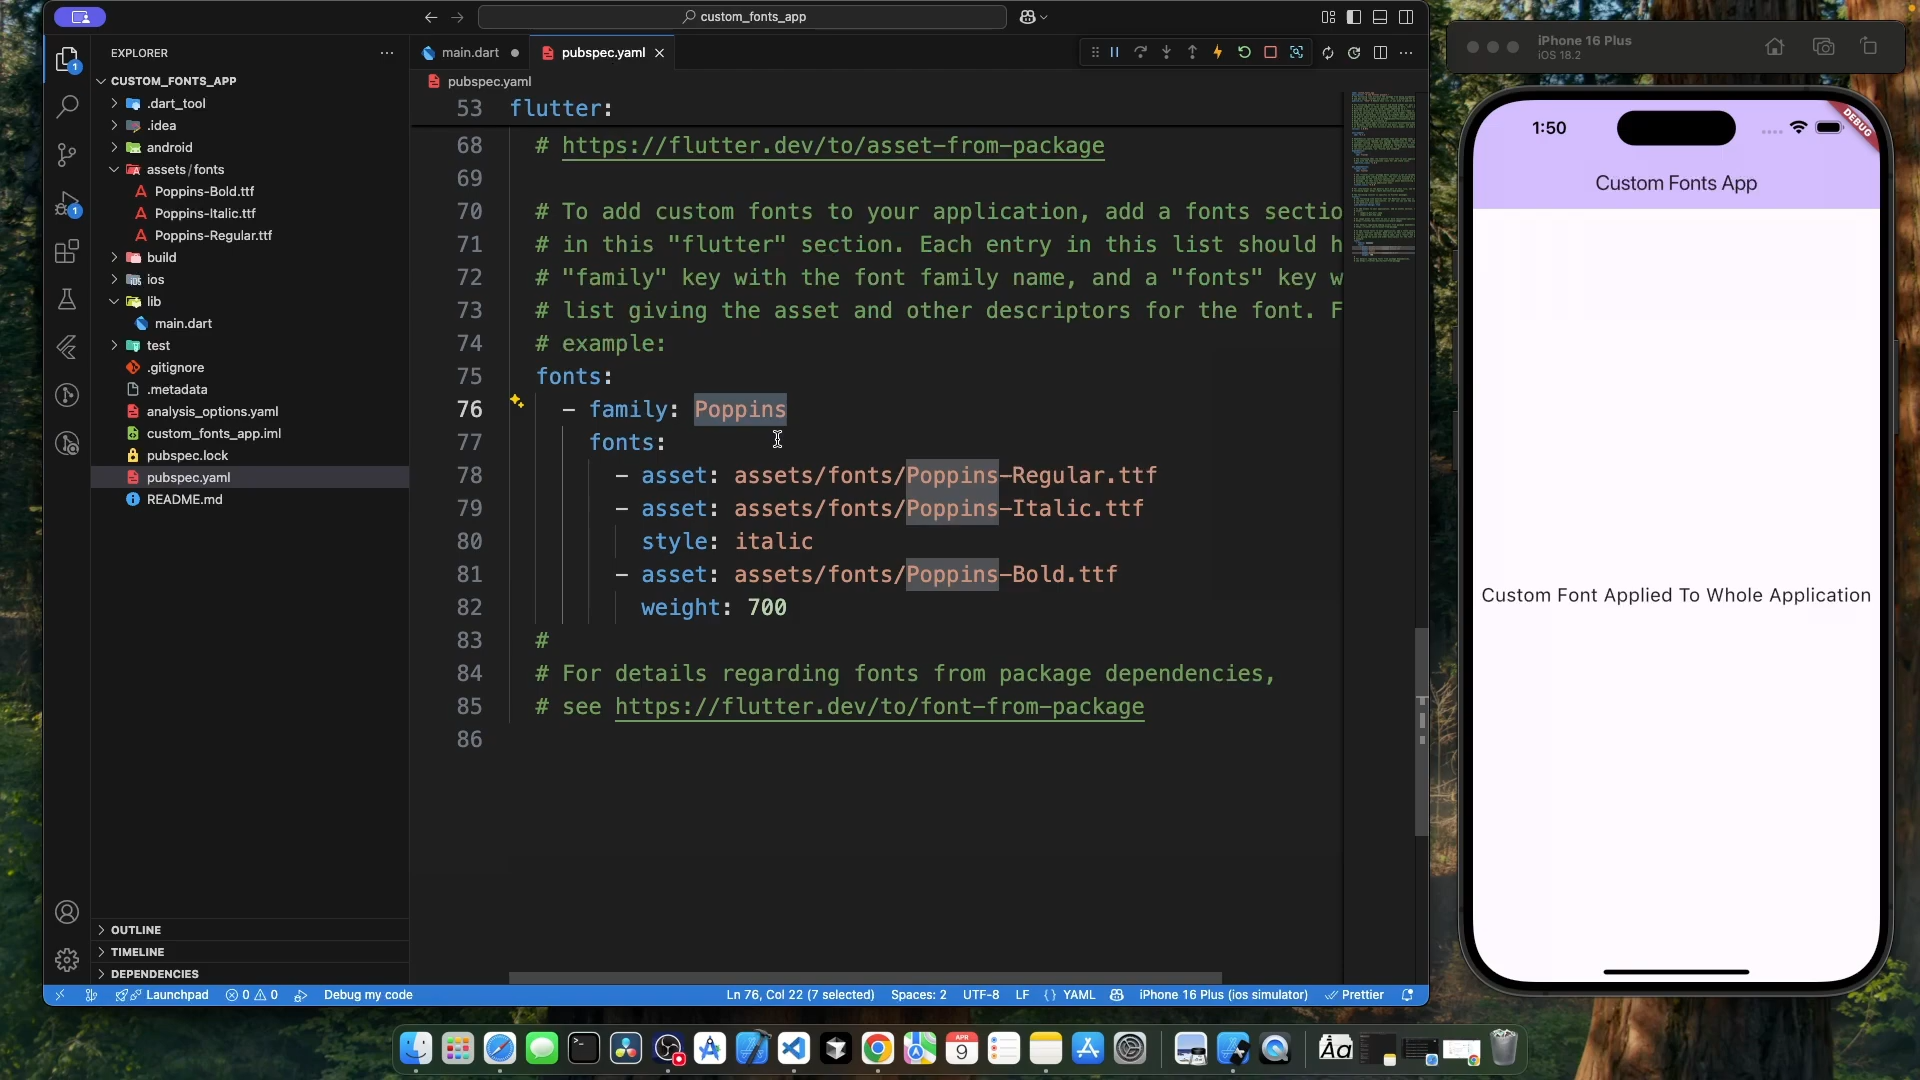 custom_fonts_app
EXPLORER
CUSTOM_FONTS_APP
.dart_tool
.idea
android
assets/fonts
Poppins-Bold.ttf
Poppins-Italic.ttf
Poppins-Regular.ttf
build
ios
lib
main.dart
test
.gitignore
.metadata
analysis_options.yaml
custom_fonts_app.iml
pubspec.lock
pubspec.yaml
README.md
OUTLINE
TIMELINE
DEPENDENCIES
main.dart
pubspec.yaml
pubspec.yaml
53 flutter:
68 # https://flutter.dev/to/asset-from-package
69
70 # To add custom fonts to your application, add a fonts sectio
71 # in this "flutter" section. Each entry in this list should h
72 # "family" key with the font family name, and a "fonts" key w
73 # list giving the asset and other descriptors for the font. F
74 # example:
75 fonts:
76 - family: Poppins
77 fonts:
78 - asset: assets/fonts/Poppins-Regular.ttf
79 - asset: assets/fonts/Poppins-Italic.ttf
80 style: italic
81 - asset: assets/fonts/Poppins-Bold.ttf
82 weight: 700
83 #
84 # For details regarding fonts from package dependencies,
85 # see https://flutter.dev/to/font-from-package
86
Launchpad 0 0 Debug my code Ln 76, Col 22 (7 selected) Spaces: 2 UTF-8 LF {} YAML iPhone 16 Plus (ios simulator) Prettier
iPhone 16 Plus
iOS 18.2
1:50
DEBUG
Custom Fonts App
Custom Font Applied To Whole Application
APR
9